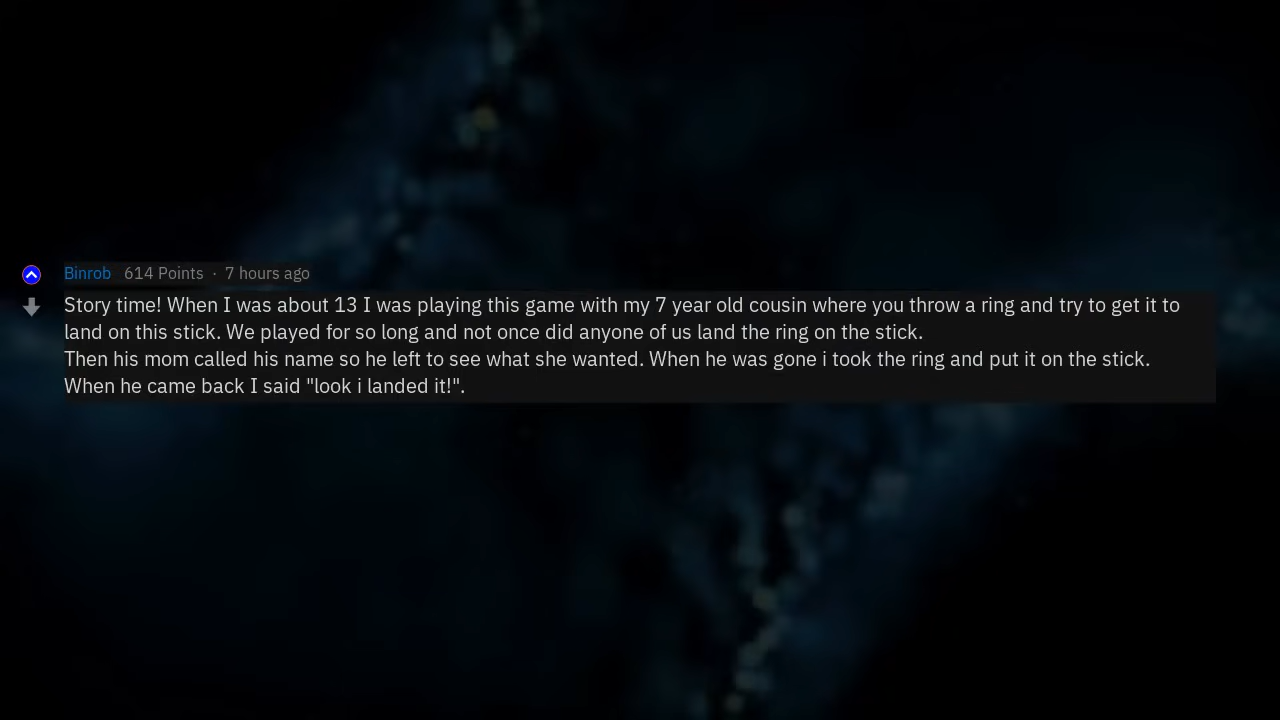 Binrob 614 Points · 7 hours ago
Story time! When I was about 13 I was playing this game with my 7 year old cousin where you throw a ring and try to get it to
land on this stick. We played for so long and not once did anyone of us land the ring on the stick.
Then his mom called his name so he left to see what she wanted. When he was gone i took the ring and put it on the stick.
When he came back I said "look i landed it!".